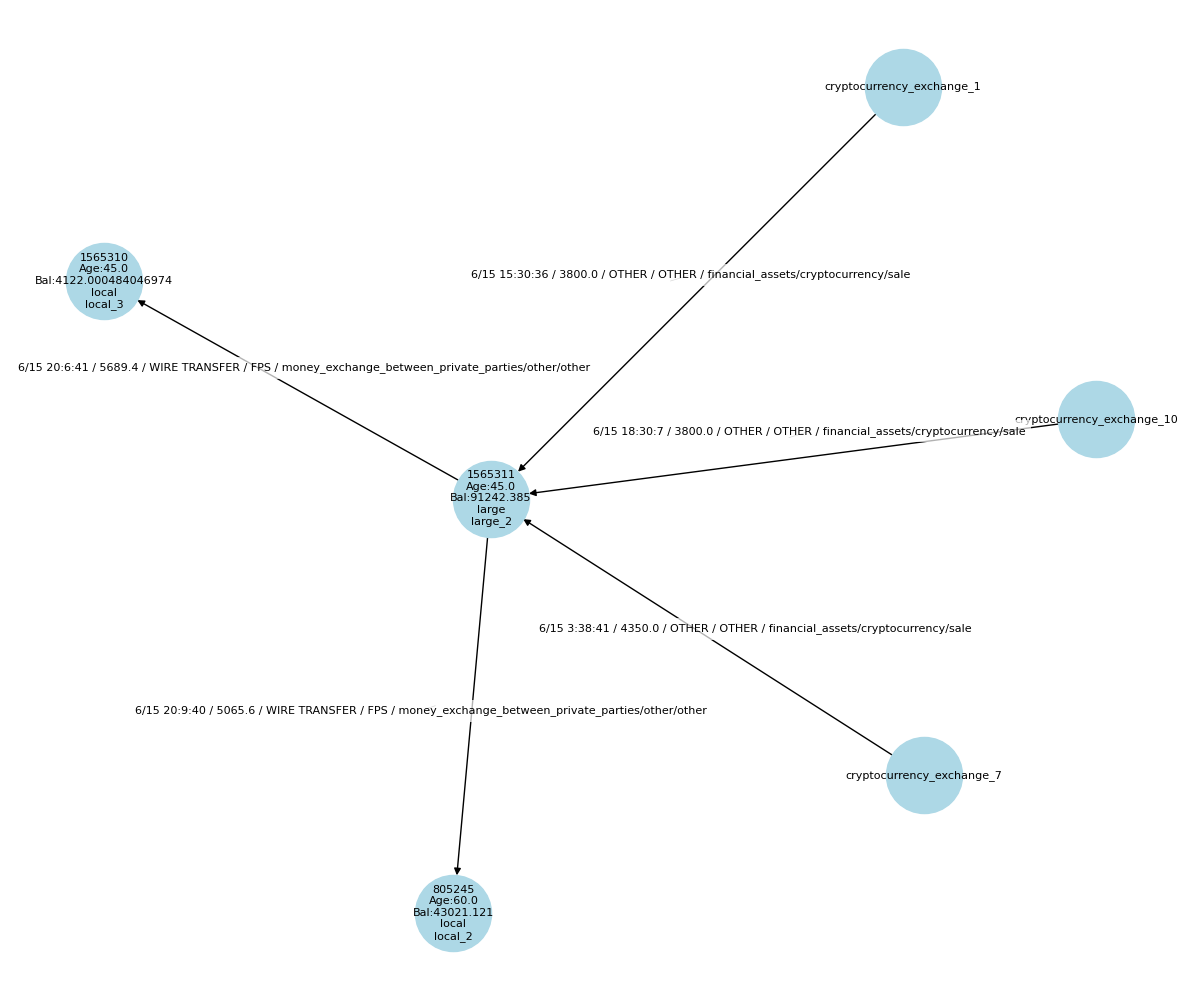 cryptocurrency_exchange_1
1565310
Age:45.0
Bal:4122.000484046974
local
local_3
6/15 15:30:36 / 3800.0 / OTHER / OTHER / financial_assets/cryptocurrency/sale
6/15 20:6:41 / 5689.4 / WIRE TRANSFER / FPS / money_exchange_between_private_parties/other/other
cryptocurrency_exchange_10
6/15 18:30:7 / 3800.0 / OTHER / OTHER / financial_assets/cryptocurrency/sale
1565311
Age:45.0
Bal:91242.385
large
large_2
6/15 3:38:41 / 4350.0 / OTHER / OTHER / financial_assets/cryptocurrency/sale
6/15 20:9:40 / 5065.6 / WIRE TRANSFER / FPS / money_exchange_between_private_parties/other/other
cryptocurrency_exchange_7
805245
Age:60.0
Bal:43021.121
local
local_2